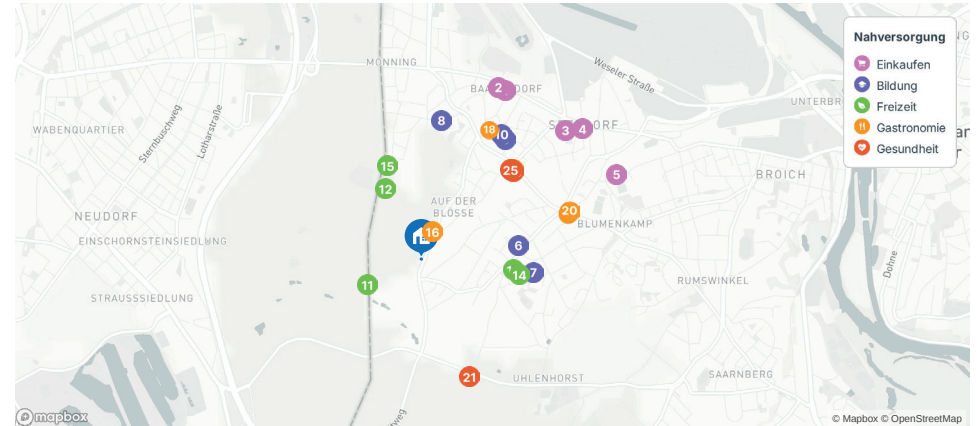 MONNING
Weseler Straße
Nahversorgung
Einkaufen
Bildung
Freizeit
Gastronomie
Gesundheit
2
UNTERBR
Sternbuschweg
Lotharstraße
WABENQUARTIER
8
18
10
3
4
15
25
5
BROICH
12
AUF DER
BLÖSSE
NEUDORF
20
BLUMENKAMP
EINSCHORNSTEINSIEDLUNG
16
6
Dohne
14
7
RUMSWINKEL
11
STRAUSSSIEDLUNG
21
UHLENHORST
SAARNBERG
mapbox
© Mapbox © OpenStreetMap